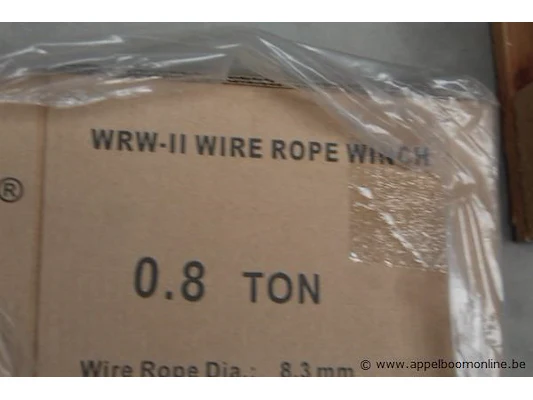 WRW-II WIRE ROPE WINCH
®
0.8 TON
Wire Rope Dia.: 8.3 mm
© www.appelboomonline.be